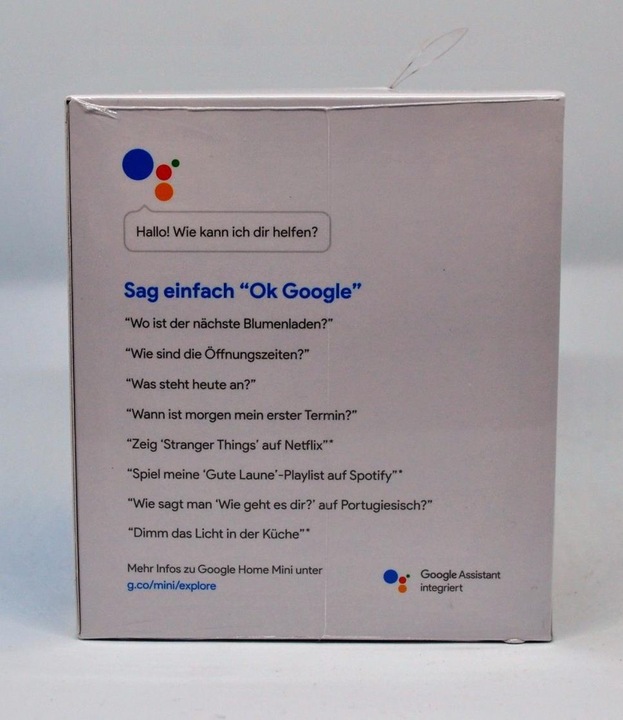 Hallo! Wie kann ich dir helfen?
Sag einfach “Ok Google”
“Wo ist der nächste Blumenladen?”
“Wie sind die Öffnungszeiten?”
“Was steht heute an?”
“Wann ist morgen mein erster Termin?”
“Zeig ‘Stranger Things’ auf Netflix”*
“Spiel meine ‘Gute Laune’-Playlist auf Spotify”*
“Wie sagt man ‘Wie geht es dir?’ auf Portugiesisch?”
“Dimm das Licht in der Küche”*
Mehr Infos zu Google Home Mini unter
g.co/mini/explore
Google Assistant
integriert